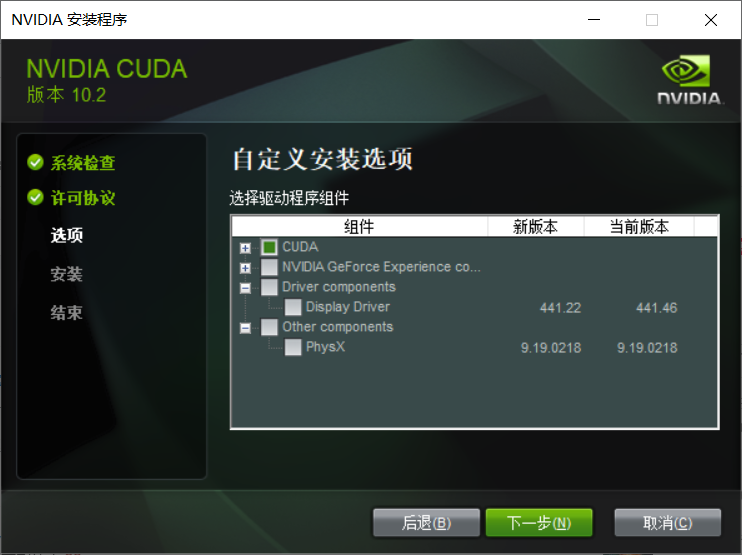 NVIDIA 安装程序
NVIDIA CUDA
版本 10.2
NVIDIA.
系统检查
许可协议
选项
安装
结束
自定义安装选项
选择驱动程序组件
组件 新版本 当前版本
CUDA
NVIDIA GeForce Experience co...
Driver components
Display Driver 441.22 441.46
Other components
PhysX 9.19.0218 9.19.0218
后退(B) 下一步(N) 取消(C)